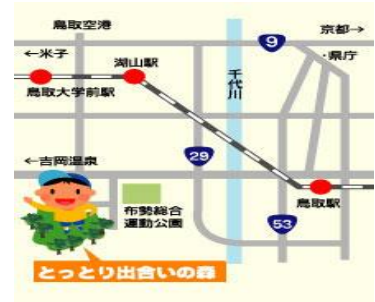 鳥取空港
京都→
9
・県庁
←米子
湖山駅
千代川
鳥取大学前駅
←吉岡温泉
29
布勢総合
運動公園
鳥取駅
53
とっとり出合いの森